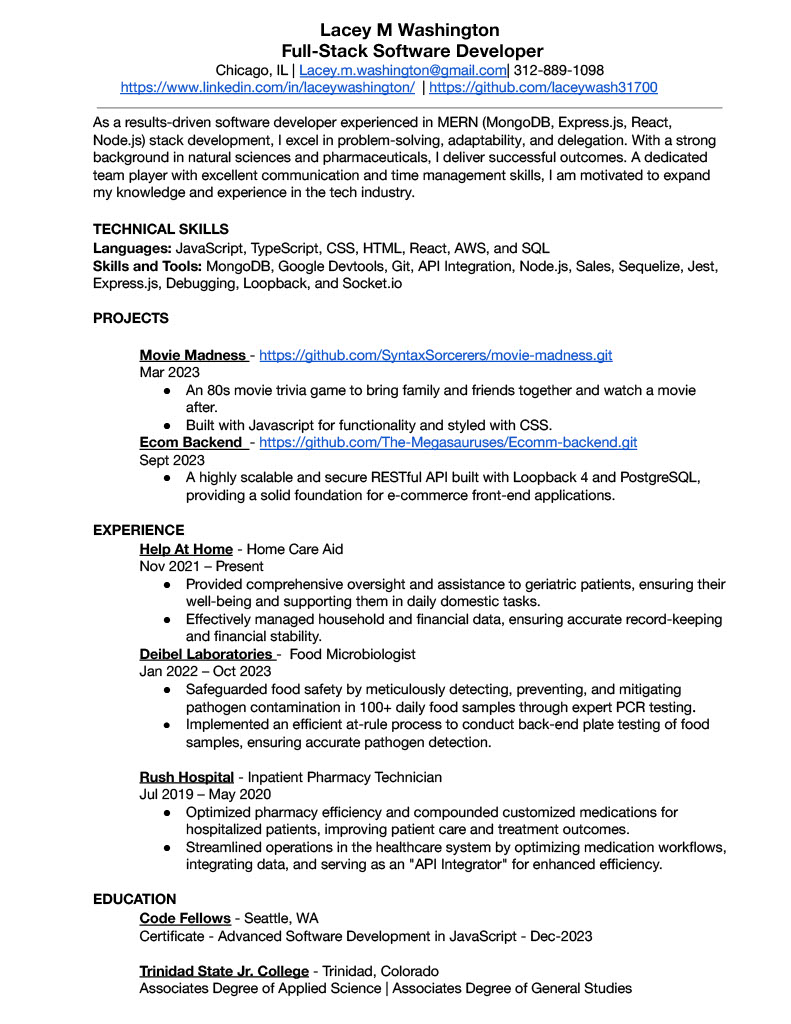 Lacey M Washington
Full-Stack Software Developer
Chicago, IL | Lacey.m.washington@gmail.com| 312-889-1098
https://www.linkedin.com/in/laceywashington/ | https://github.com/laceywash31700
As a results-driven software developer experienced in MERN (MongoDB, Express.js, React,
Node.js) stack development, I excel in problem-solving, adaptability, and delegation. With a strong
background in natural sciences and pharmaceuticals, I deliver successful outcomes. A dedicated
team player with excellent communication and time management skills, I am motivated to expand
my knowledge and experience in the tech industry.
TECHNICAL SKILLS
Languages: JavaScript, TypeScript, CSS, HTML, React, AWS, and SQL
Skills and Tools: MongoDB, Google Devtools, Git, API Integration, Node.js, Sales, Sequelize, Jest,
Express.js, Debugging, Loopback, and Socket.io
PROJECTS
Movie Madness - https://github.com/SyntaxSorcerers/movie-madness.git
Mar 2023
● An 80s movie trivia game to bring family and friends together and watch a movie
after.
● Built with Javascript for functionality and styled with CSS.
Ecom Backend - https://github.com/The-Megasauruses/Ecomm-backend.git
Sept 2023
● A highly scalable and secure RESTful API built with Loopback 4 and PostgreSQL,
providing a solid foundation for e-commerce front-end applications.
EXPERIENCE
Help At Home - Home Care Aid
Nov 2021 – Present
● Provided comprehensive oversight and assistance to geriatric patients, ensuring their
well-being and supporting them in daily domestic tasks.
● Effectively managed household and financial data, ensuring accurate record-keeping
and financial stability.
Deibel Laboratories - Food Microbiologist
Jan 2022 – Oct 2023
● Safeguarded food safety by meticulously detecting, preventing, and mitigating
pathogen contamination in 100+ daily food samples through expert PCR testing.
● Implemented an efficient at-rule process to conduct back-end plate testing of food
samples, ensuring accurate pathogen detection.
Rush Hospital - Inpatient Pharmacy Technician
Jul 2019 – May 2020
● Optimized pharmacy efficiency and compounded customized medications for
hospitalized patients, improving patient care and treatment outcomes.
● Streamlined operations in the healthcare system by optimizing medication workflows,
integrating data, and serving as an "API Integrator" for enhanced efficiency.
EDUCATION
Code Fellows - Seattle, WA
Certificate - Advanced Software Development in JavaScript - Dec-2023
Trinidad State Jr. College - Trinidad, Colorado
Associates Degree of Applied Science | Associates Degree of General Studies